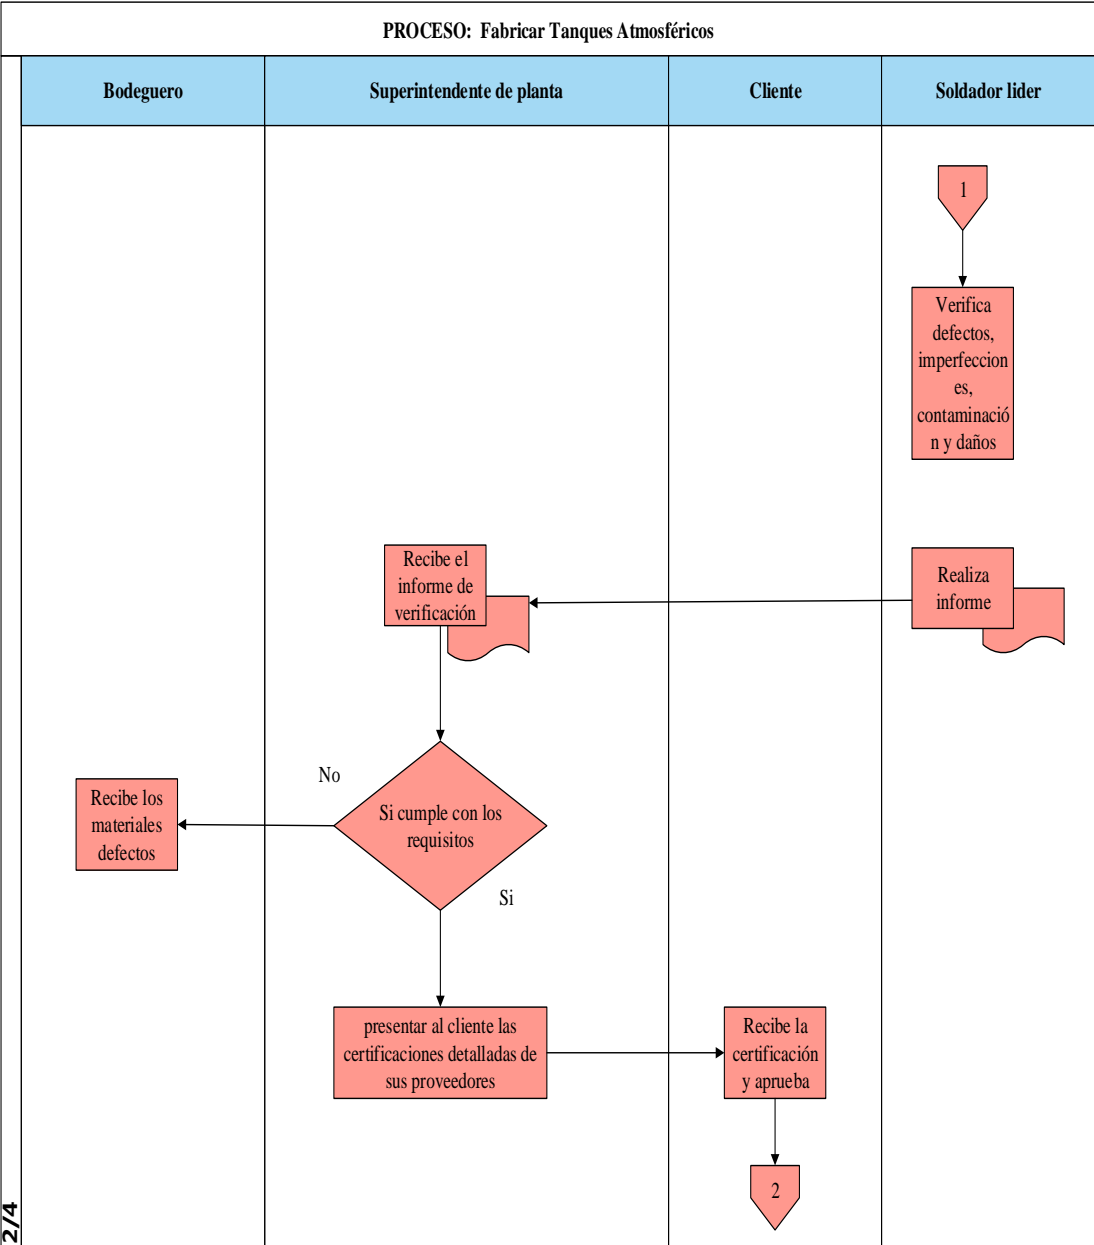 PROCESO: Fabricar Tanques Atmosféricos
Bodeguero
Superintendente de planta
Cliente
Soldador lider
1
Verifica
defectos,
imperfeccion
es,
contaminació
n y daños
Recibe el
informe de
verificación
Realiza
informe
No
Si cumple con los
requisitos
Recibe los
materiales
defectos
Si
presentar al cliente las
certificaciones detalladas de
sus proveedores
Recibe la
certificación
y aprueba
2
2/4